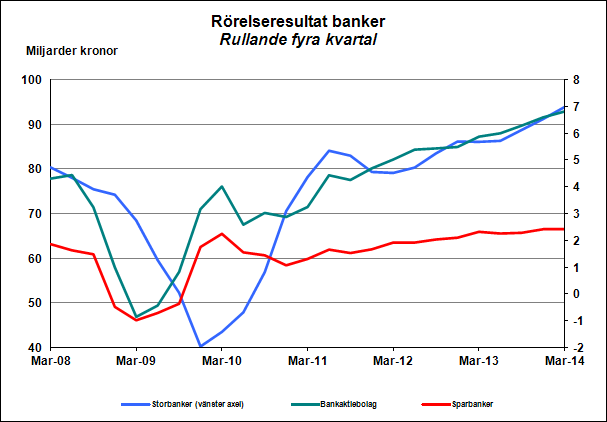 Rörelseresultat banker
Rullande fyra kvartal
Miljarder kronor
100
90
80
70
60
50
40
8
7
6
5
4
3
2
1
0
-1
-2
Mar-08
Mar-09
Mar-10
Mar-11
Mar-12
Mar-13
Mar-14
Storbanker (vänster axel)
Bankaktiebolag
Sparbanker